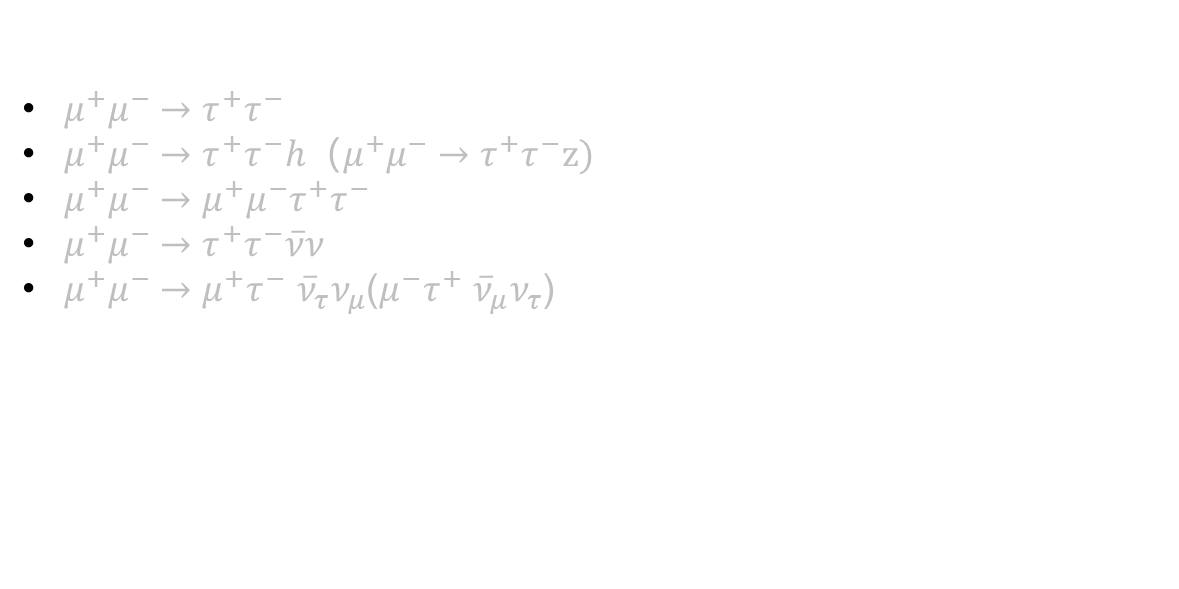 • μ⁺μ⁻ → τ⁺τ⁻
• μ⁺μ⁻ → τ⁺τ⁻h (μ⁺μ⁻ → τ⁺τ⁻z)
• μ⁺μ⁻ → μ⁺μ⁻τ⁺τ⁻
• μ⁺μ⁻ → τ⁺τ⁻ν̄ν
• μ⁺μ⁻ → μ⁺τ⁻ ν̄_τν_μ(μ⁻τ⁺ ν̄_μν_τ)